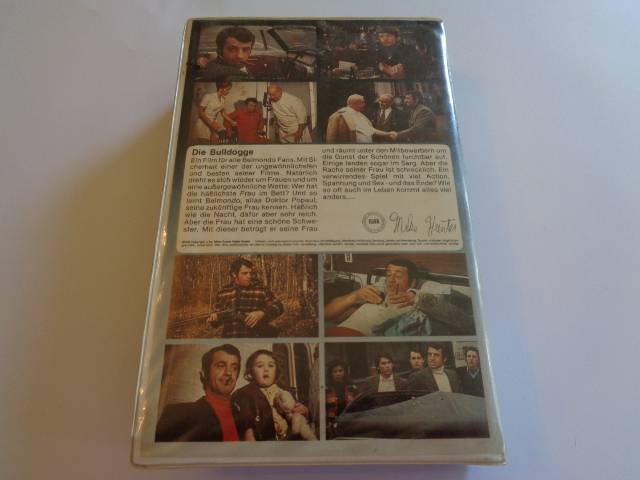 Die Bulldogge
Ein Film für alle Belmondo Fans. Mit Si-
cherheit einer der ungewöhnlichsten
und besten seiner Filme. Natürlich
dreht es sich wieder um Frauen und um
eine außergewöhnliche Wette: Wer hat
die häßlichste Frau im Bett? Und so
lernt Belmondo, alias Doktor Popaul,
seine zukünftige Frau kennen. Häßlich
wie die Nacht, dafür aber sehr reich.
Aber die Frau hat eine schöne Schwe-
ster. Mit dieser betrügt er seine Frau
und räumt unter den Mitbewerbern um
die Gunst der Schönen furchtbar auf.
Einige landen sogar im Sarg. Aber die
Rache seiner Frau ist schrecklich. Ein
verwirrendes Spiel mit viel Action,
Spannung und Sex - und das Ende? Wie
so oft auch im Leben kommt alles viel
anders.....
Mike Hunter